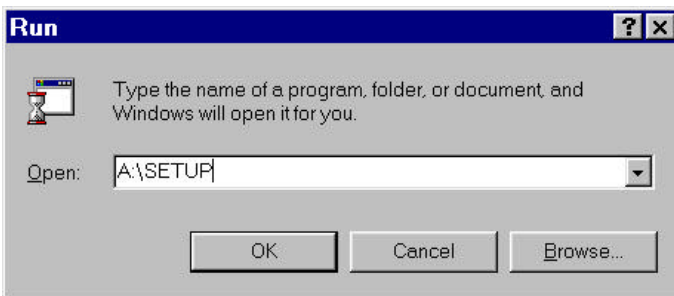 Run
Type the name of a program, folder, or document, and
Windows will open it for you.
Open: A:\SETUP
OK Cancel Browse...